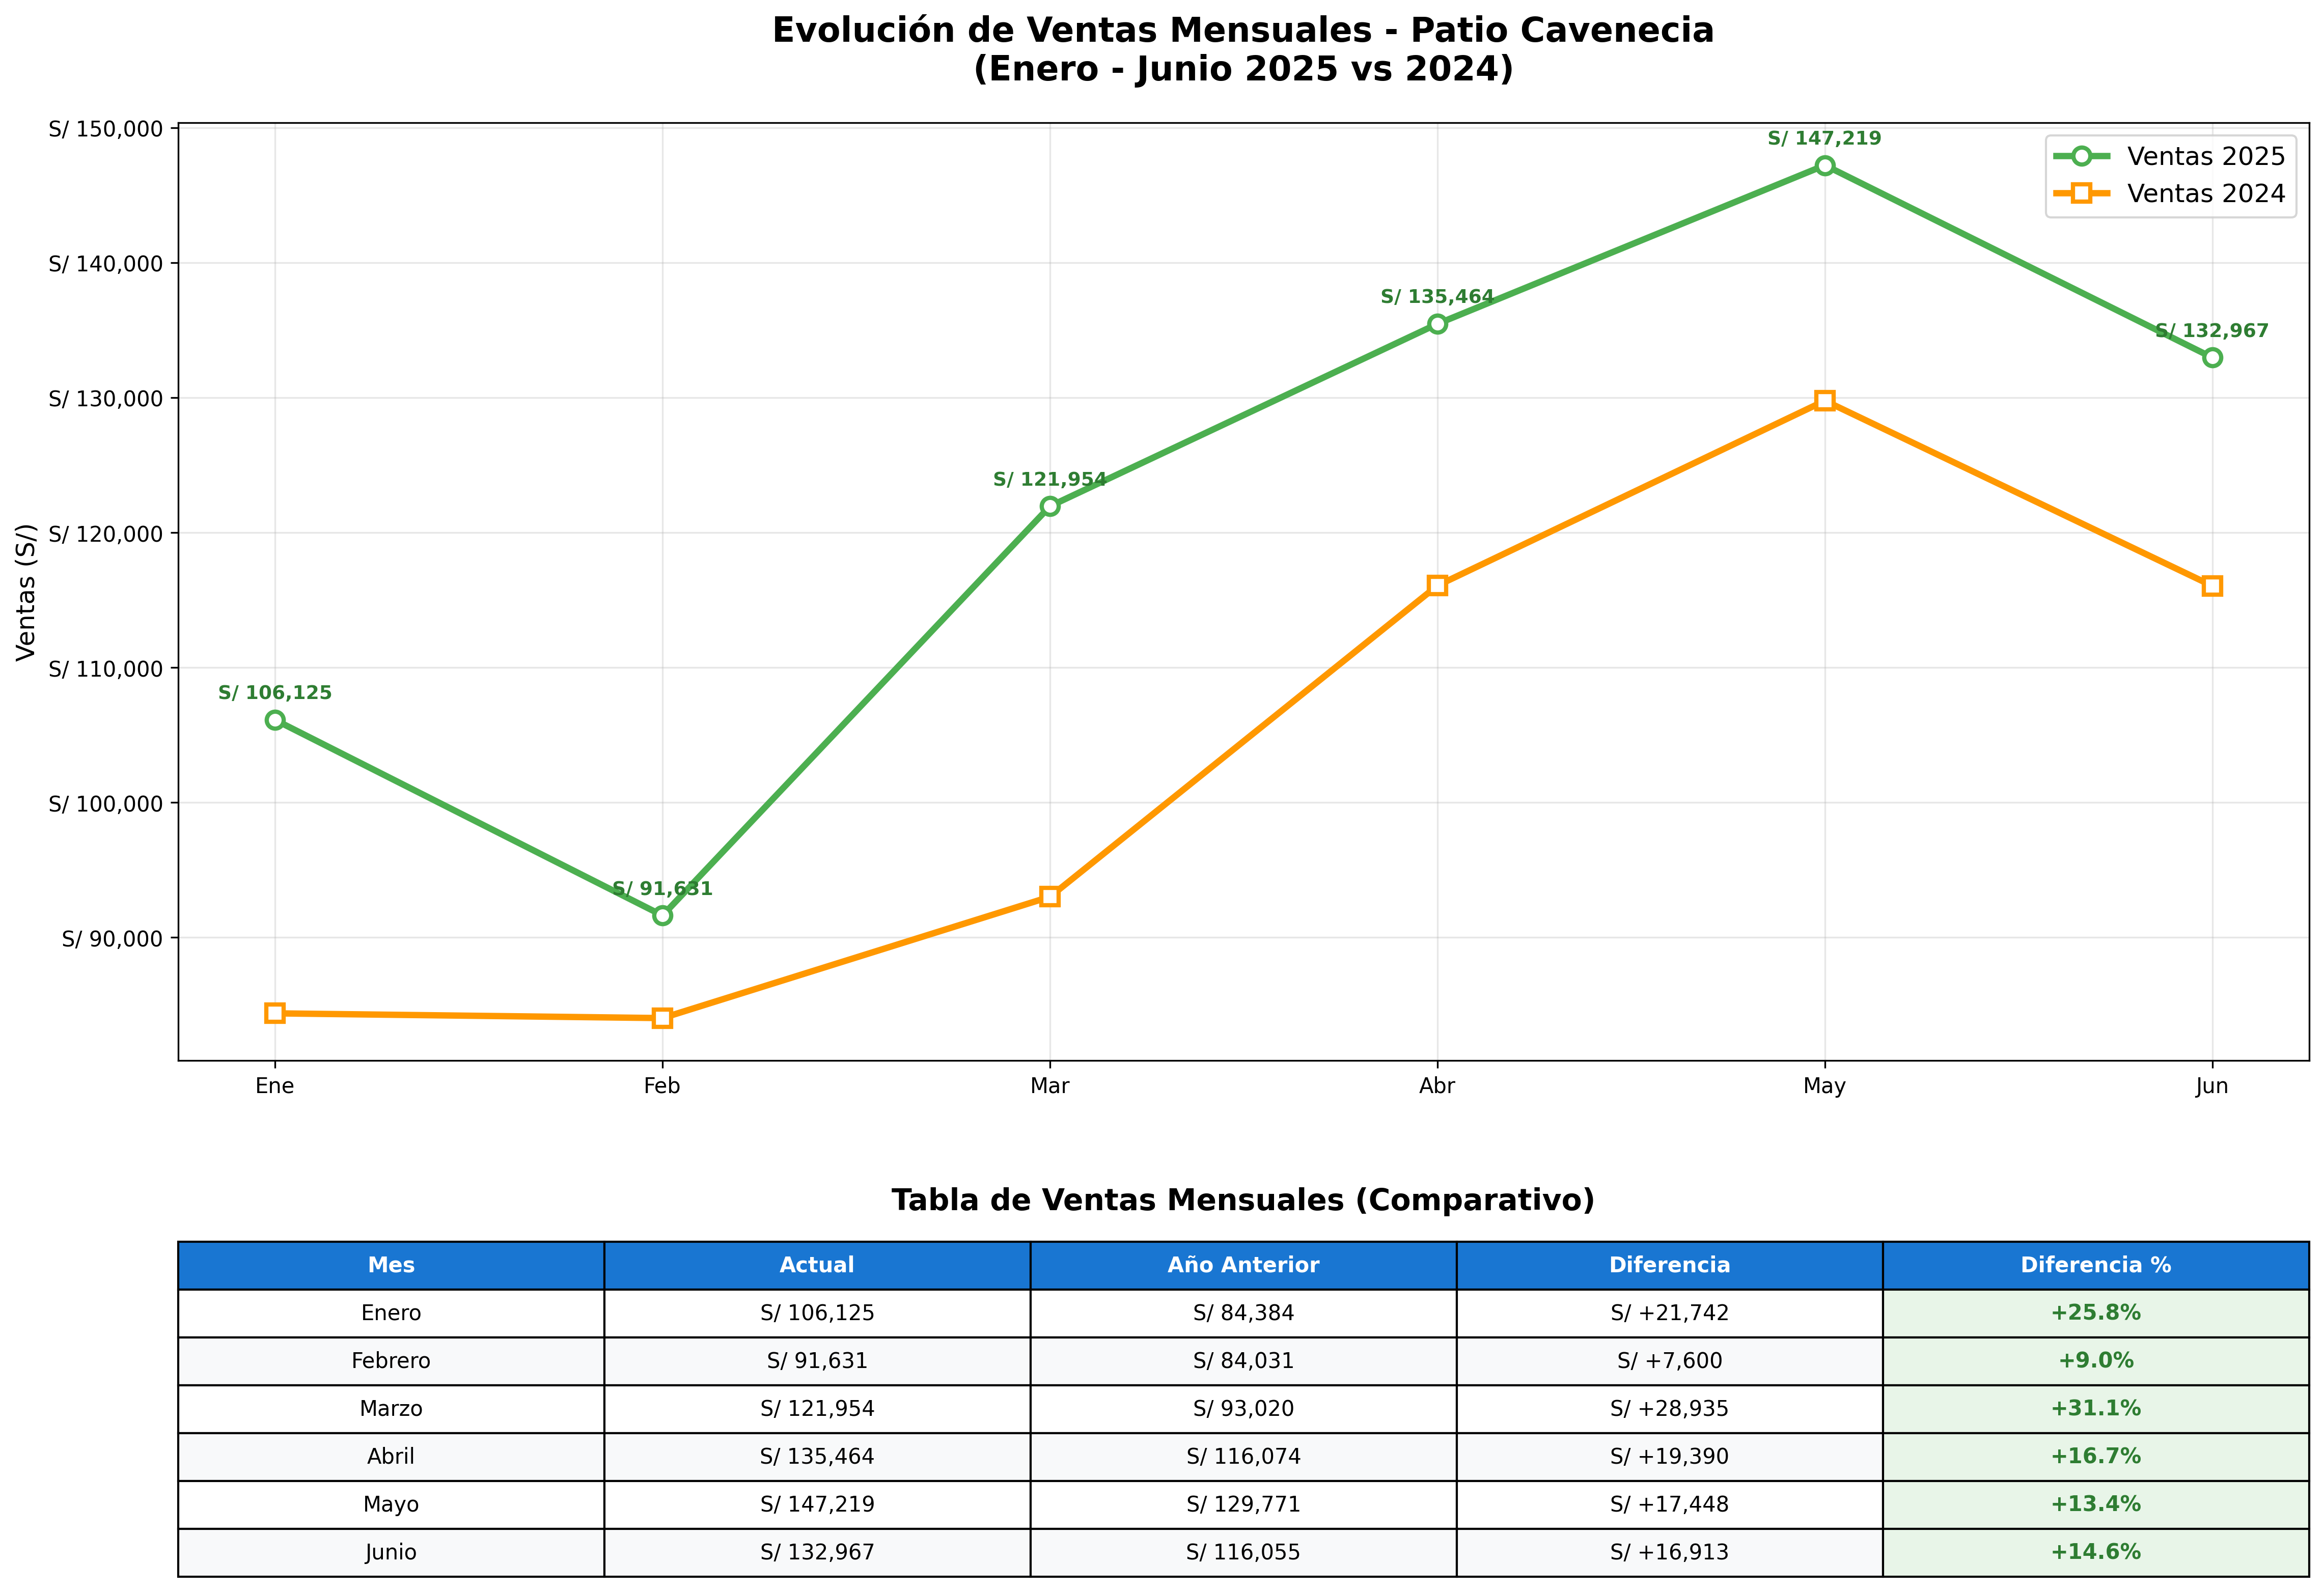 Evolución de Ventas Mensuales - Patio Cavenecia
(Enero - Junio 2025 vs 2024)
Ventas (S/)
S/ 150,000
S/ 140,000
S/ 130,000
S/ 120,000
S/ 110,000
S/ 100,000
S/ 90,000
S/ 106,125
S/ 91,631
S/ 121,954
S/ 135,464
S/ 147,219
S/ 132,967
Ventas 2025
Ventas 2024
Ene Feb Mar Abr May Jun
Tabla de Ventas Mensuales (Comparativo)
Mes Actual Año Anterior Diferencia Diferencia %
Enero S/ 106,125 S/ 84,384 S/ +21,742 +25.8%
Febrero S/ 91,631 S/ 84,031 S/ +7,600 +9.0%
Marzo S/ 121,954 S/ 93,020 S/ +28,935 +31.1%
Abril S/ 135,464 S/ 116,074 S/ +19,390 +16.7%
Mayo S/ 147,219 S/ 129,771 S/ +17,448 +13.4%
Junio S/ 132,967 S/ 116,055 S/ +16,913 +14.6%